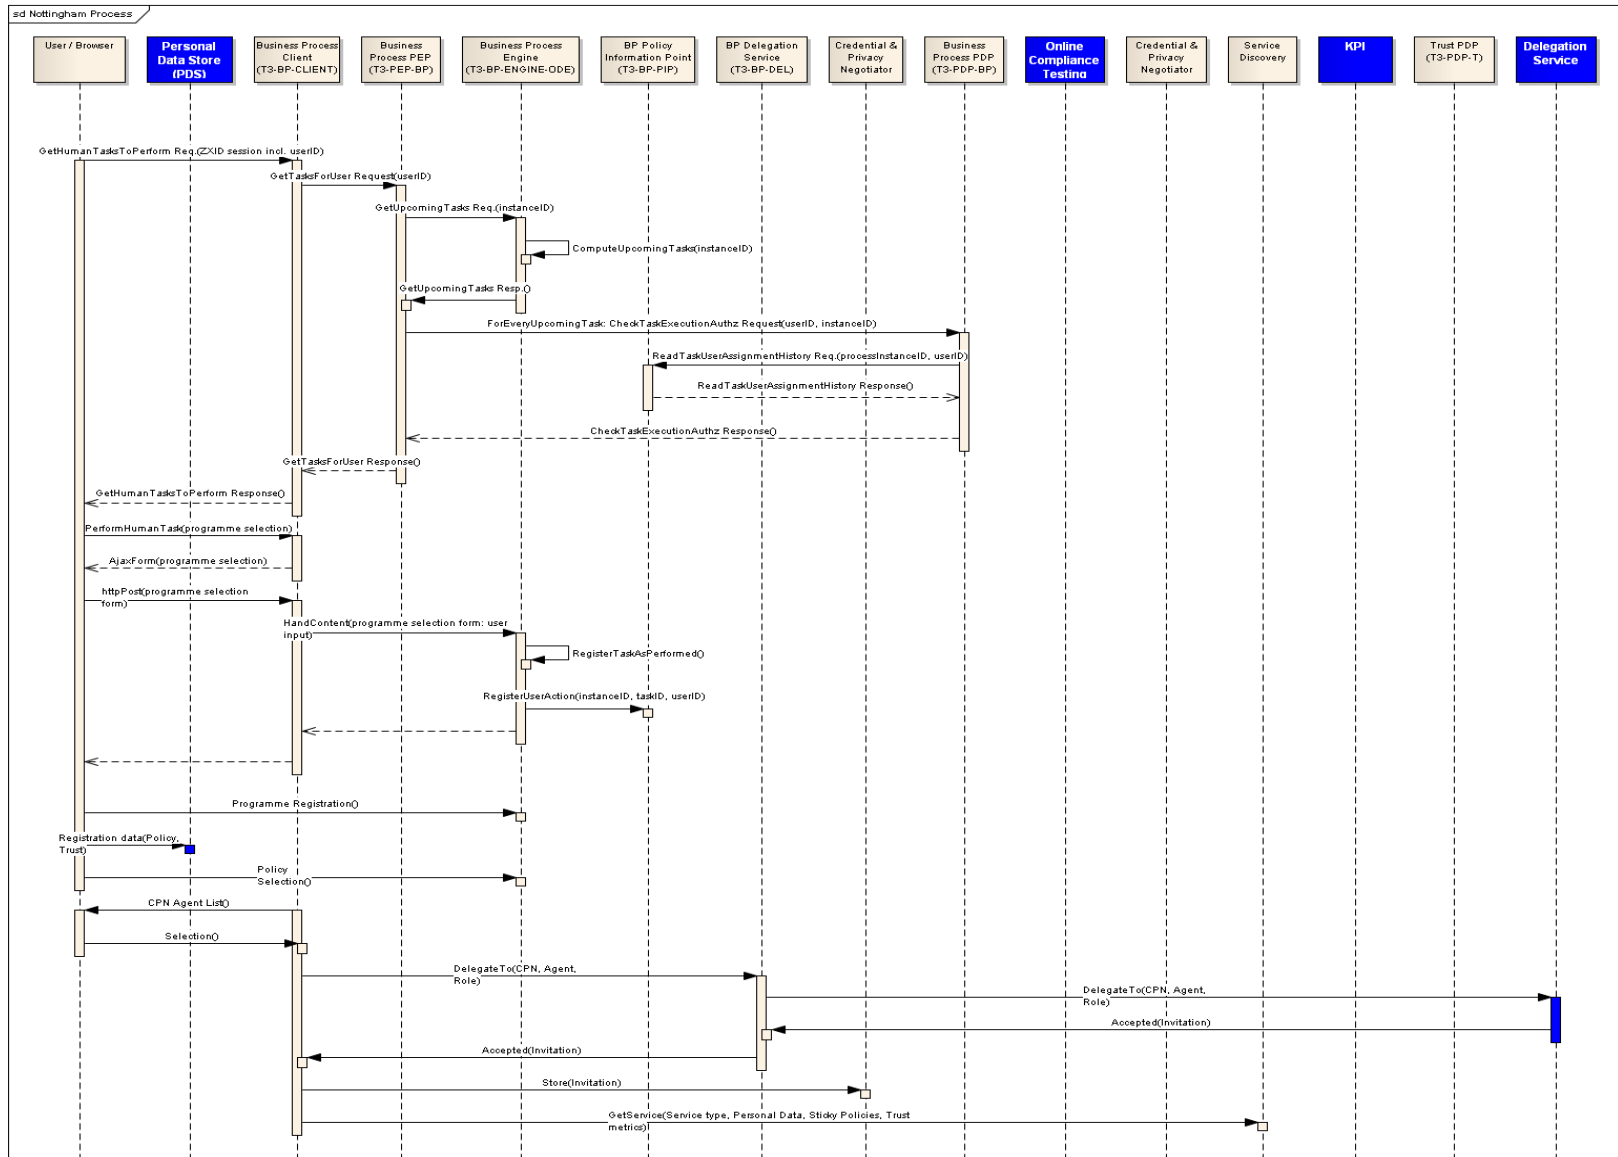 sd Nottingham Process
User / Browser
Personal
Data Store
(PDS)
Business Process
Client
(T3-BP-CLIENT)
Business
Process PEP
(T3-PEP-BP)
Business Process
Engine
(T3-BP-ENGINE-ODE)
BP Policy
Information Point
(T3-BP-PIP)
BP Delegation
Service
(T3-BP-DEL)
Credential &
Privacy
Negotiator
Business
Process PDP
(T3-PDP-BP)
Online
Compliance
Testing
Credential &
Privacy
Negotiator
Service
Discovery
KPI
Trust PDP
(T3-PDP-T)
Delegation
Service
GetHumanTasksToPerform Req.(ZXID session incl. userID)
GetTasksForUser Request(userID)
GetUpcomingTasks Req.(instanceID)
ComputeUpcomingTasks(instanceID)
GetUpcomingTasks Resp.()
ForEveryUpcomingTask: CheckTaskExecutionAuthz Request(userID, instanceID)
ReadTaskUserAssignmentHistory Req.(processInstanceID, userID)
ReadTaskUserAssignmentHistory Response()
CheckTaskExecutionAuthz Response()
GetTasksForUser Response()
GetHumanTasksToPerform Response()
PerformHumanTask(programme selection)
AjaxForm(programme selection)
httpPost(programme selection
form)
HandContent(programme selection form: user
input)
RegisterTaskAsPerformed()
RegisterUserAction(instanceID, taskID, userID)
Programme Registration()
Registration data(Policy,
Trust)
Policy
Selection()
CPN Agent List()
Selection()
DelegateTo(CPN, Agent,
Role)
DelegateTo(CPN, Agent,
Role)
Accepted(Invitation)
Accepted(Invitation)
Store(Invitation)
GetService(Service type, Personal Data, Sticky Policies, Trust
metrics)